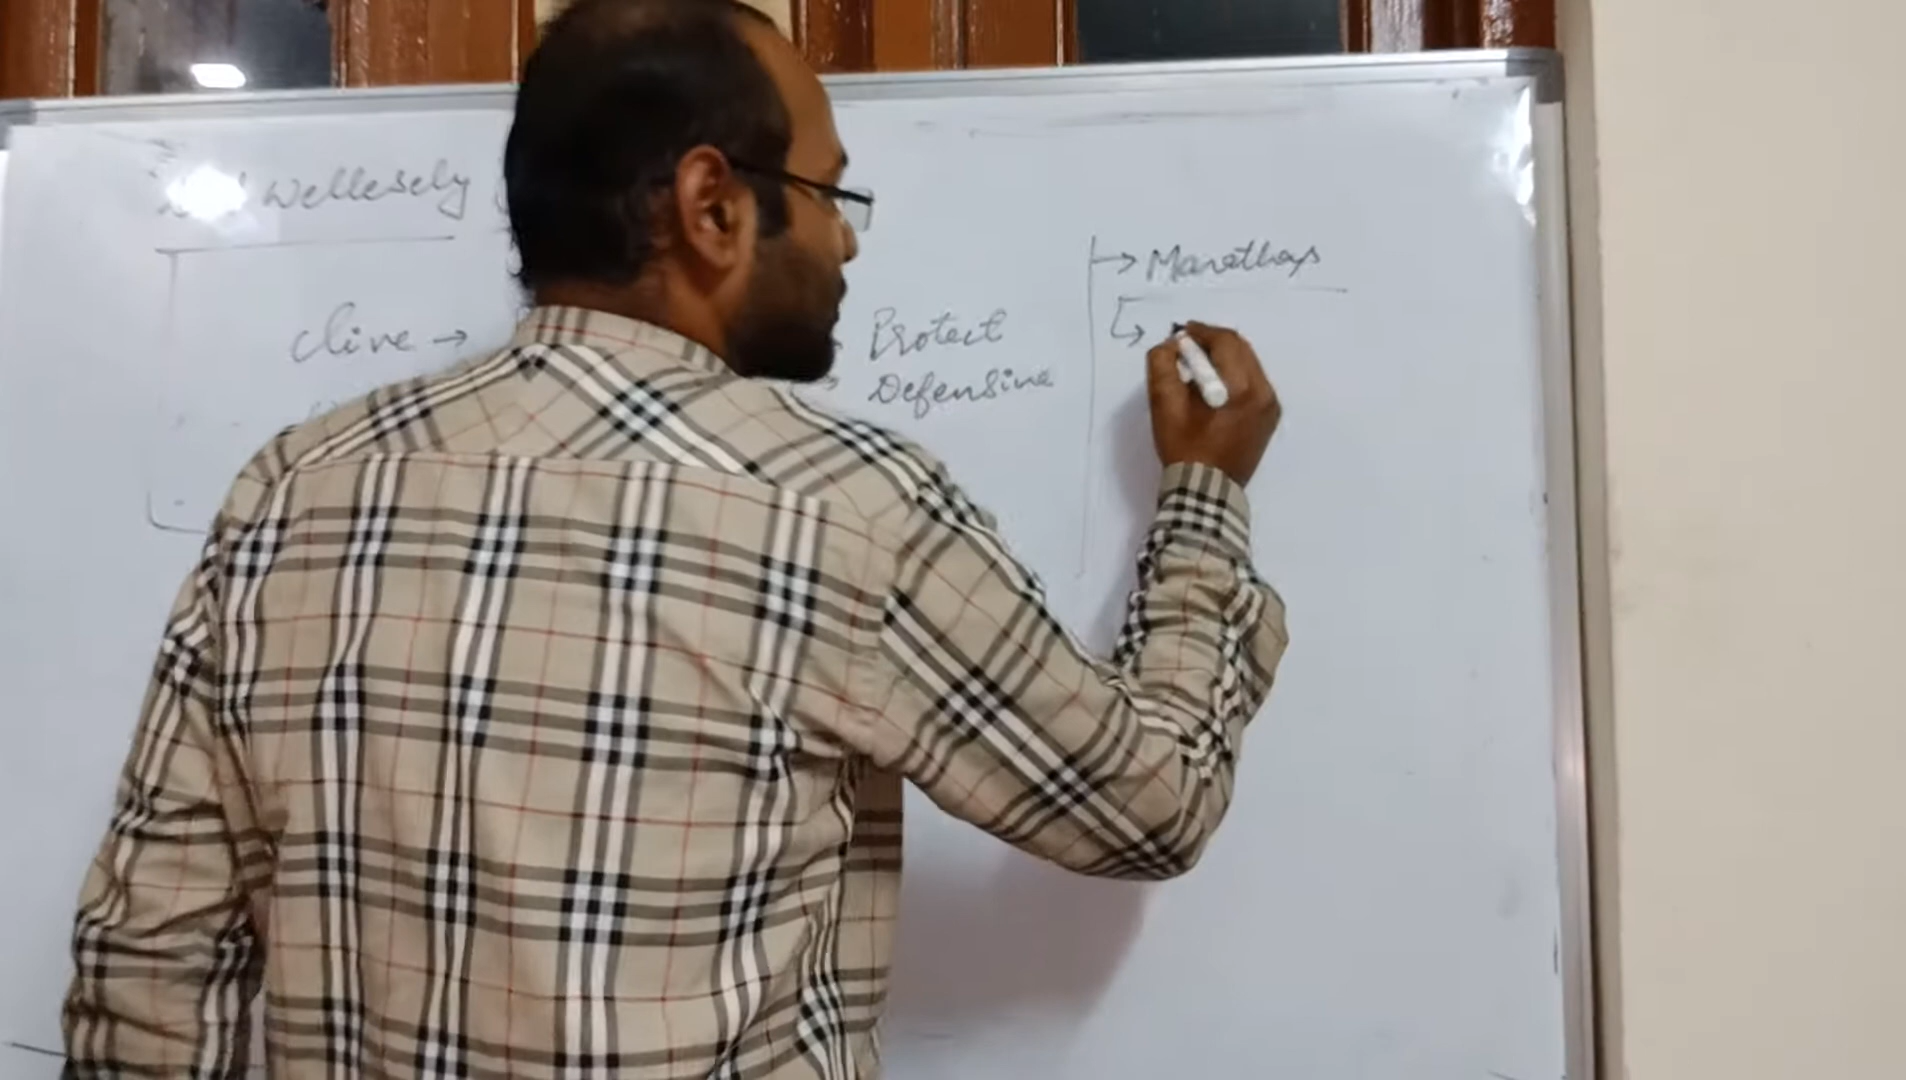 Wellesely
Clive →
Protect
Defensive
→ Marathas